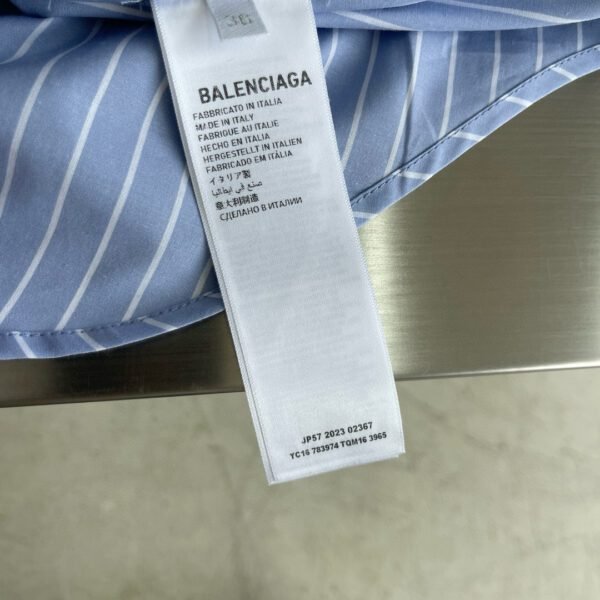 36
BALENCIAGA
FABBRICATO IN ITALIA
MADE IN ITALY
FABRIQUE AU ITALIE
HECHO EN ITALIA
HERGESTELLT IN ITALIEN
FABRICADO EM ITÁLIA
イタリア製
صنع في ايطاليا
意大利制造
СДЕЛАНО В ИТАЛИИ
JP57 2023 02367
YC16 783974 TQM16 3965